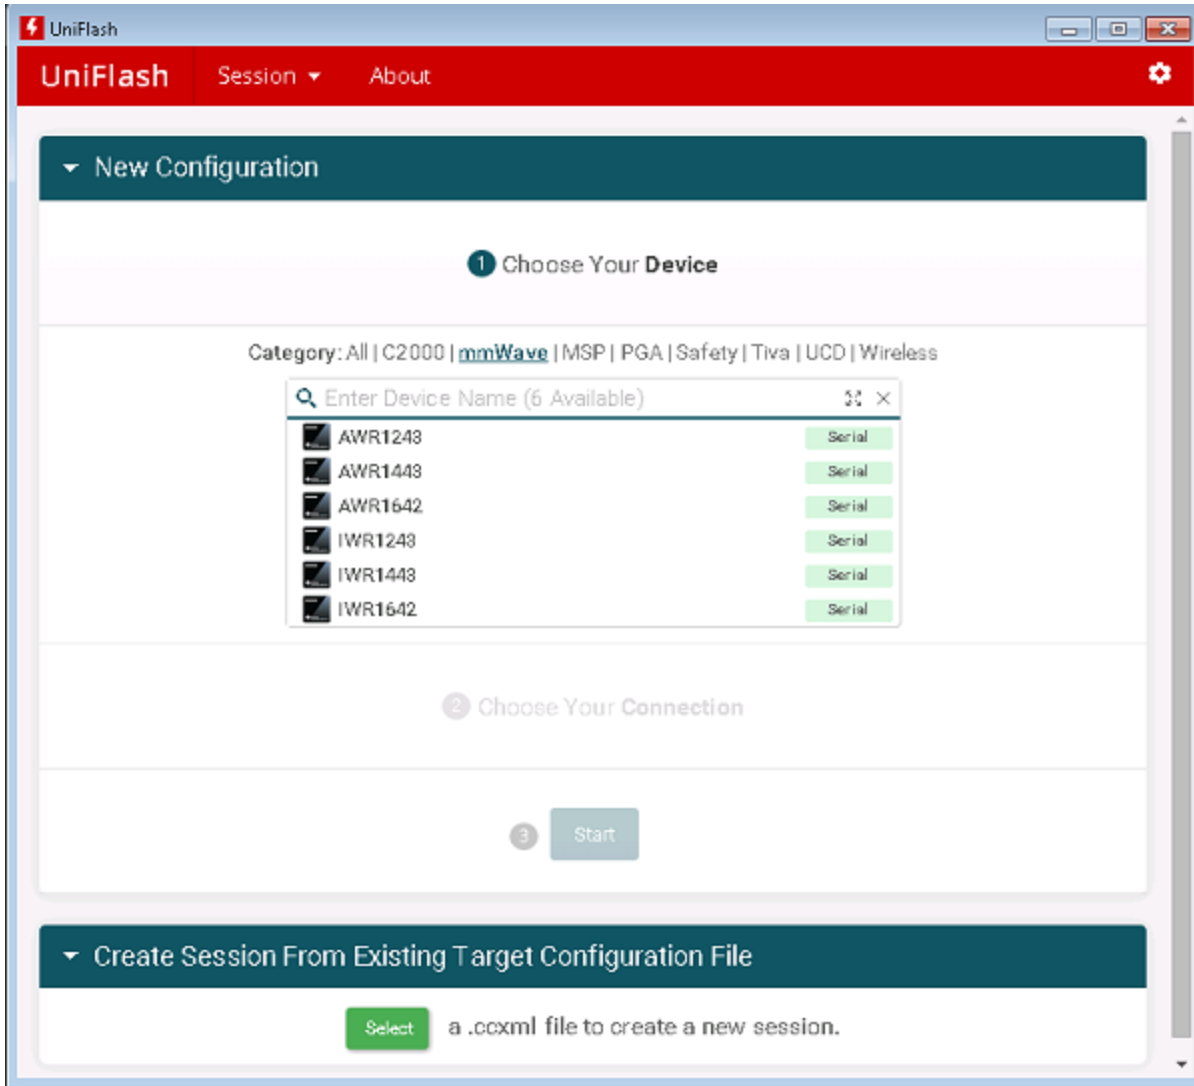 UniFlash
UniFlash Session About
New Configuration
1 Choose Your Device
Category: All | C2000 | mmWave | MSP | PGA | Safety | Tiva | UCD | Wireless
Enter Device Name (6 Available)
AWR1243 Serial
AWR1443 Serial
AWR1642 Serial
IWR1243 Serial
IWR1443 Serial
IWR1642 Serial
2 Choose Your Connection
3 Start
Create Session From Existing Target Configuration File
Select a .ccxml file to create a new session.